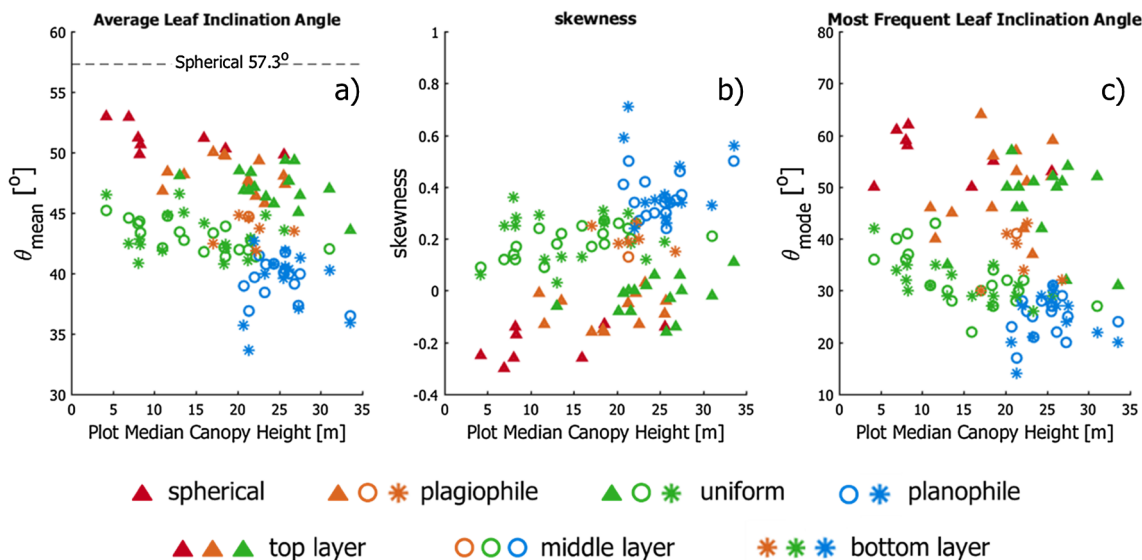 Average Leaf Inclination Angle
60
55
50
45
40
35
30
0 5 10 15 20 25 30 35
θmean [o]
Spherical 57.3o
a)
Plot Median Canopy Height [m]
skewness
1
0.8
0.6
0.4
0.2
0
-0.2
-0.4
0 5 10 15 20 25 30 35
skewness
b)
Plot Median Canopy Height [m]
Most Frequent Leaf Inclination Angle
80
70
60
50
40
30
20
10
0 5 10 15 20 25 30 35
θmode [o]
c)
Plot Median Canopy Height [m]
spherical plagiophile uniform planophile
top layer middle layer bottom layer